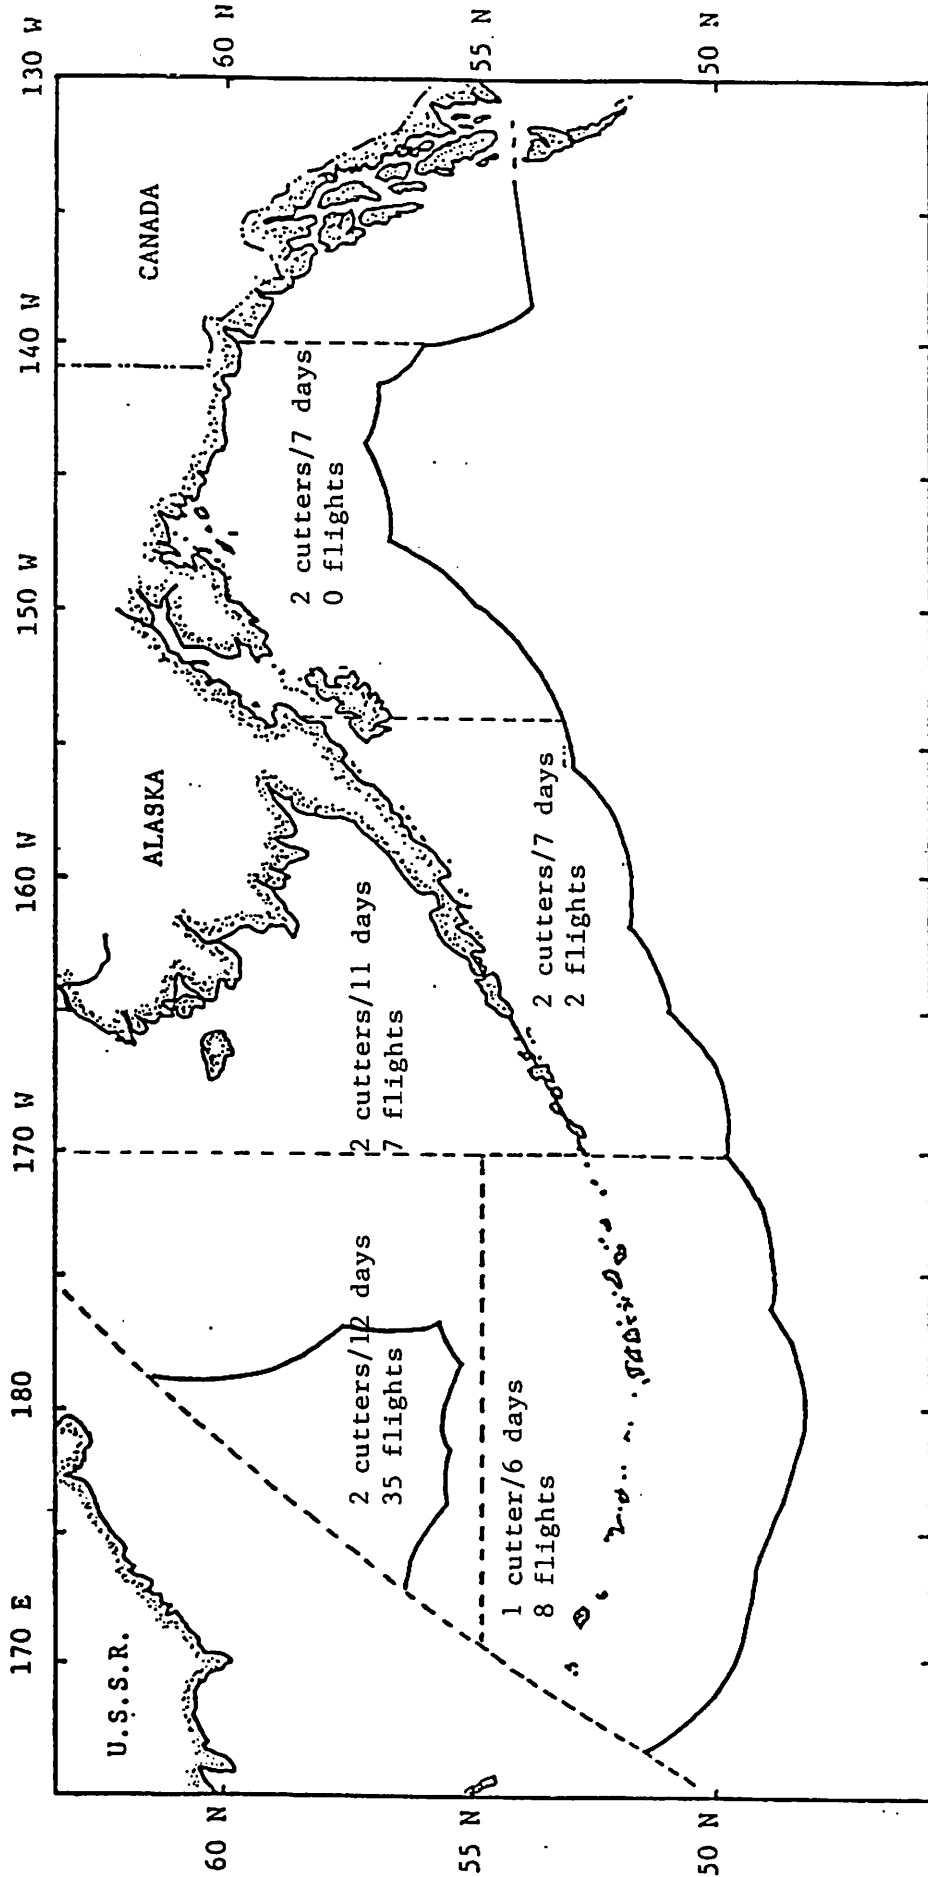 170 E
180
170 W
160 W
150 W
140 W
130 W
U.S.S.R.
ALASKA
CANADA
60 N
60 N
2 cutters/12 days
35 flights
2 cutters/11 days
7 flights
2 cutters/7 days
0 flights
55 N
55 N
1 cutter/6 days
8 flights
2 cutters/7 days
2 flights
50 N
50 N